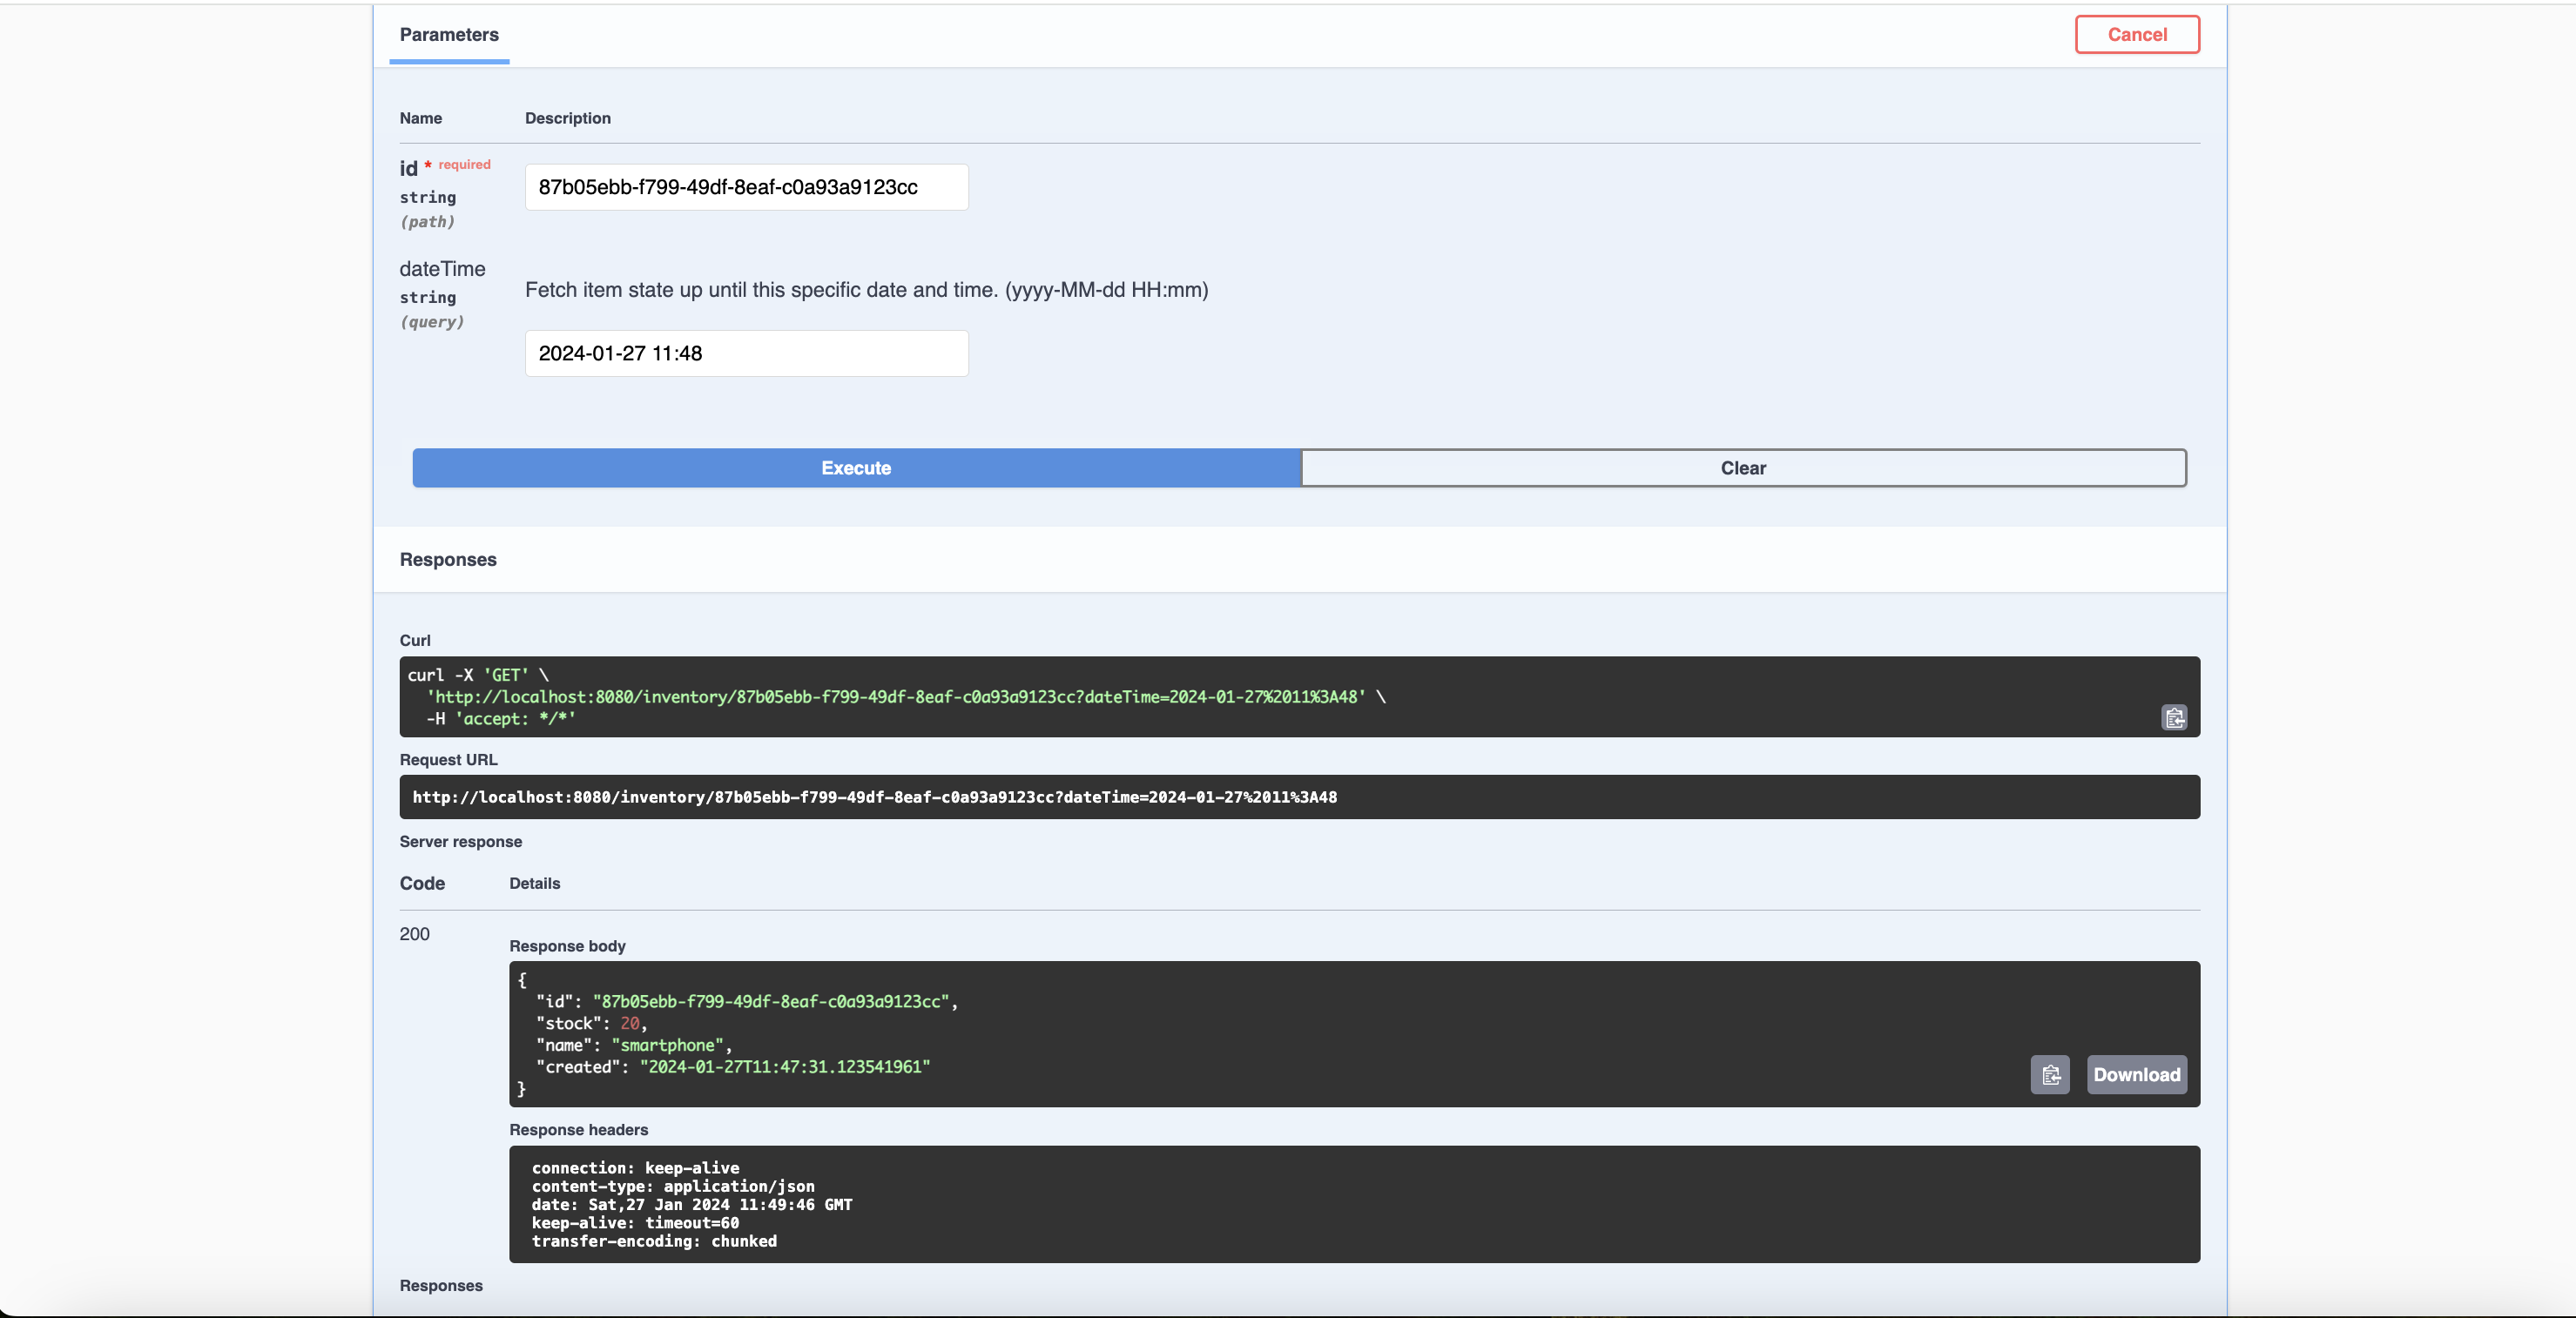 Parameters
Cancel
Name Description
id * required
string
(path)
87b05ebb-f799-49df-8eaf-c0a93a9123cc
dateTime
string
(query)
Fetch item state up until this specific date and time. (yyyy-MM-dd HH:mm)
2024-01-27 11:48
Execute Clear
Responses
Curl
curl -X 'GET' \
'http://localhost:8080/inventory/87b05ebb-f799-49df-8eaf-c0a93a9123cc?dateTime=2024-01-27%2011%3A48' \
-H 'accept: */*'
Request URL
http://localhost:8080/inventory/87b05ebb-f799-49df-8eaf-c0a93a9123cc?dateTime=2024-01-27%2011%3A48
Server response
Code Details
200
Response body
{
"id": "87b05ebb-f799-49df-8eaf-c0a93a9123cc",
"stock": 20,
"name": "smartphone",
"created": "2024-01-27T11:47:31.123541961"
}
Download
Response headers
connection: keep-alive
content-type: application/json
date: Sat,27 Jan 2024 11:49:46 GMT
keep-alive: timeout=60
transfer-encoding: chunked
Responses